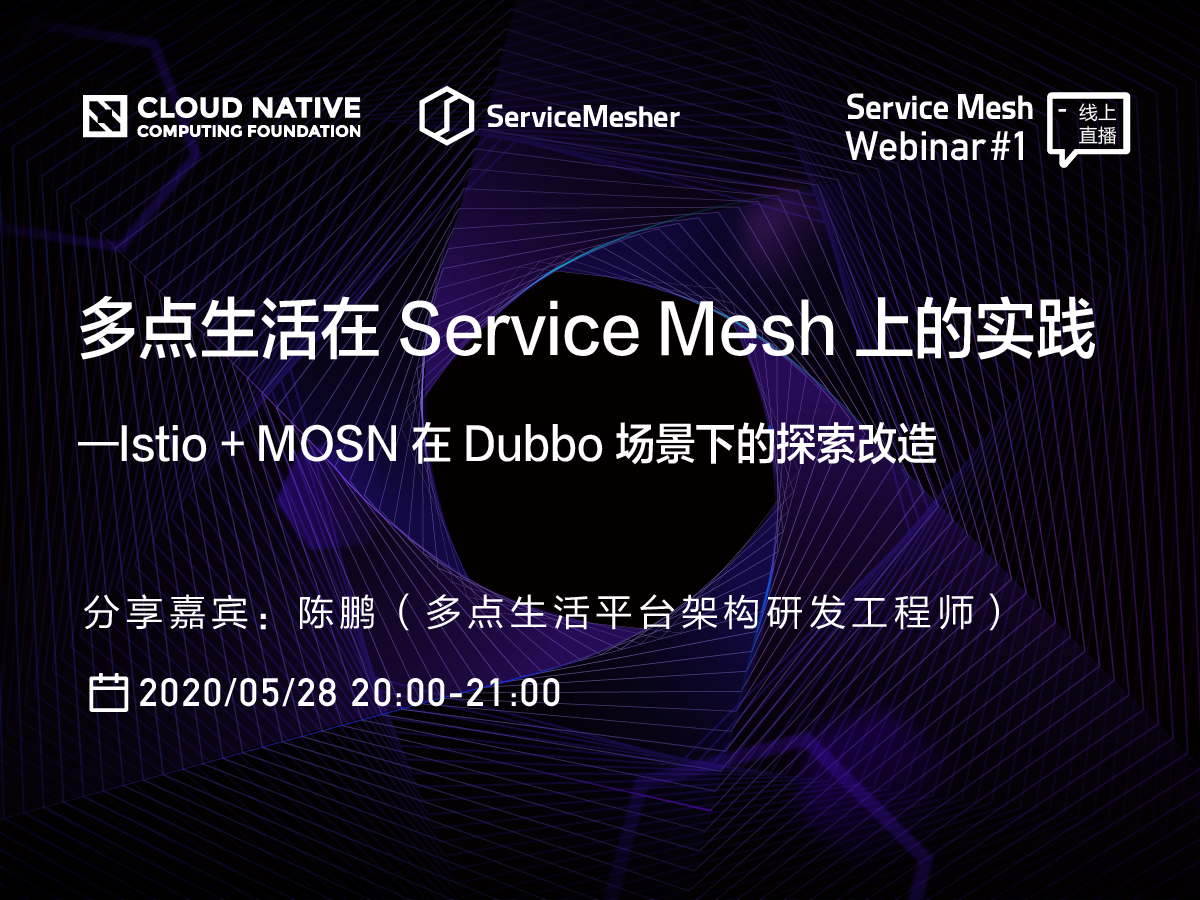 CLOUD NATIVE
COMPUTING FOUNDATION
ServiceMesher
Service Mesh
Webinar #1
线上
直播
多点生活在 Service Mesh 上的实践
—Istio + MOSN 在 Dubbo 场景下的探索改造
分享嘉宾：陈鹏（多点生活平台架构研发工程师）
2020/05/28 20:00-21:00